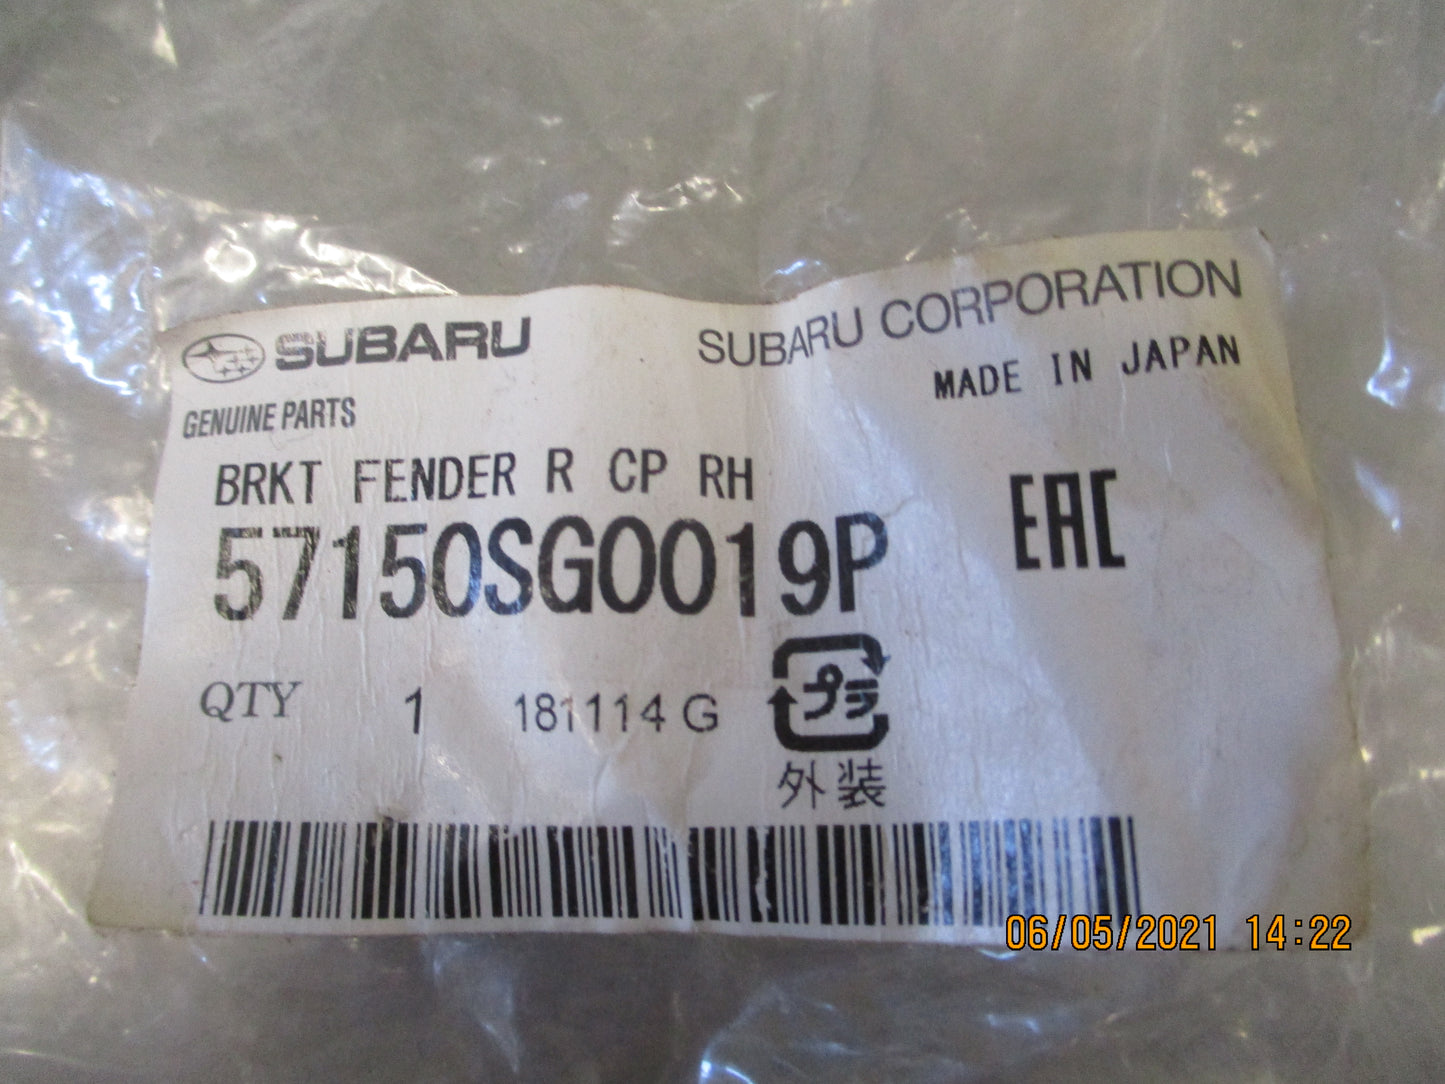 SUBARU
SUBARU CORPORATION
MADE IN JAPAN
GENUINE PARTS
BRKT FENDER R CP RH
57150SG0019P
EAC
QTY 1 181114 G
プラ
外装
06/05/2021 14:22